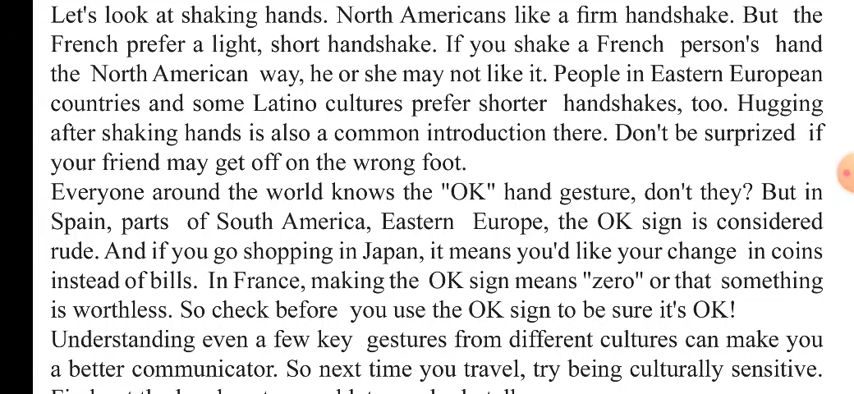 Let's look at shaking hands. North Americans like a firm handshake. But the
French prefer a light, short handshake. If you shake a French person's hand
the North American way, he or she may not like it. People in Eastern European
countries and some Latino cultures prefer shorter handshakes, too. Hugging
after shaking hands is also a common introduction there. Don't be surprized if
your friend may get off on the wrong foot.
Everyone around the world knows the "OK" hand gesture, don't they? But in
Spain, parts of South America, Eastern Europe, the OK sign is considered
rude. And if you go shopping in Japan, it means you'd like your change in coins
instead of bills. In France, making the OK sign means "zero" or that something
is worthless. So check before you use the OK sign to be sure it's OK!
Understanding even a few key gestures from different cultures can make you
a better communicator. So next time you travel, try being culturally sensitive.